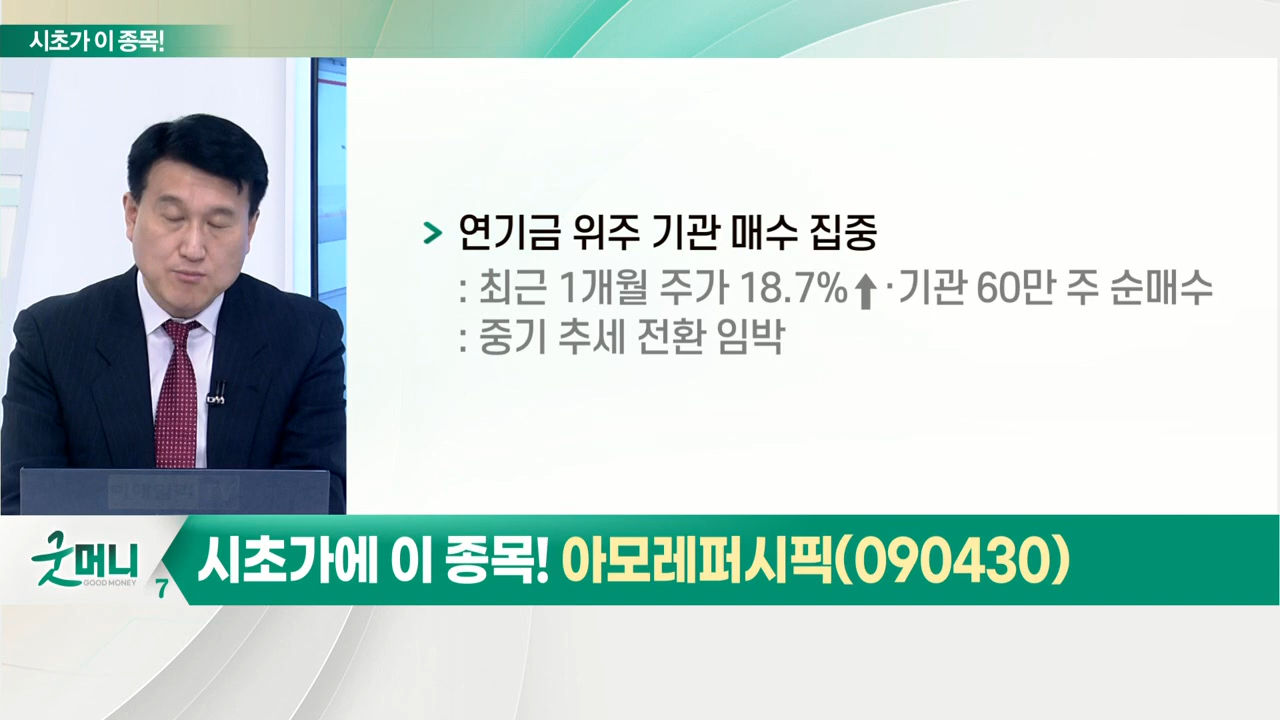 시초가 이 종목!
> 연기금 위주 기관 매수 집중
: 최근 1개월 주가 18.7%⬆·기관 60만 주 순매수
: 중기 추세 전환 임박
굿머니
GOOD MONEY
7
시초가에 이 종목! 아모레퍼시픽(090430)